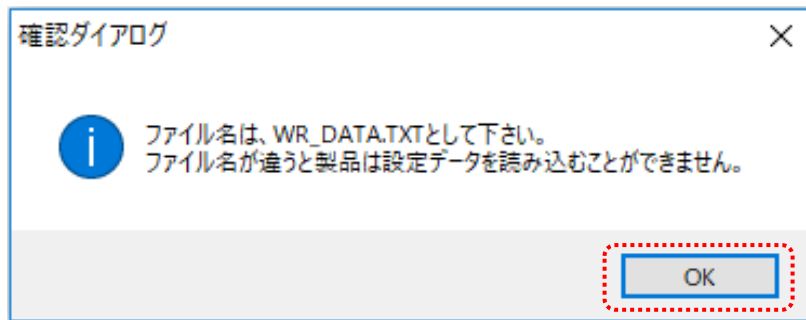 確認ダイアログ
ファイル名は、WR_DATA.TXTとして下さい。
ファイル名が違うと製品は設定データを読み込むことができません。
OK